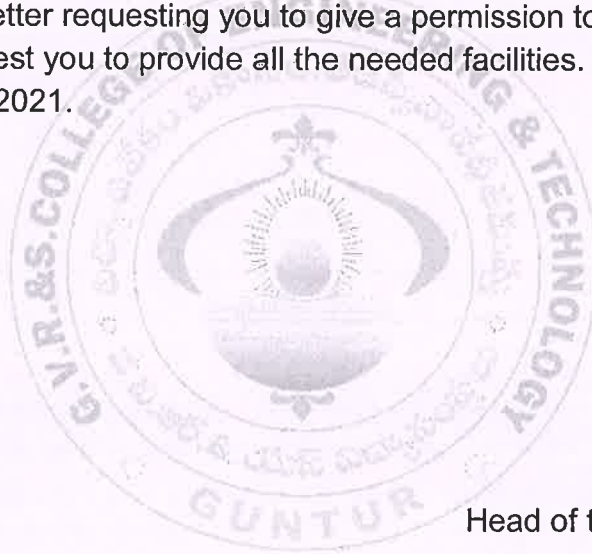 etter requesting you to give a permission to
est you to provide all the needed facilities.
2021.
G.V.R.&S. COLLEGE OF ENGINEERING & TECHNOLOGY
GUNTUR
Head of t